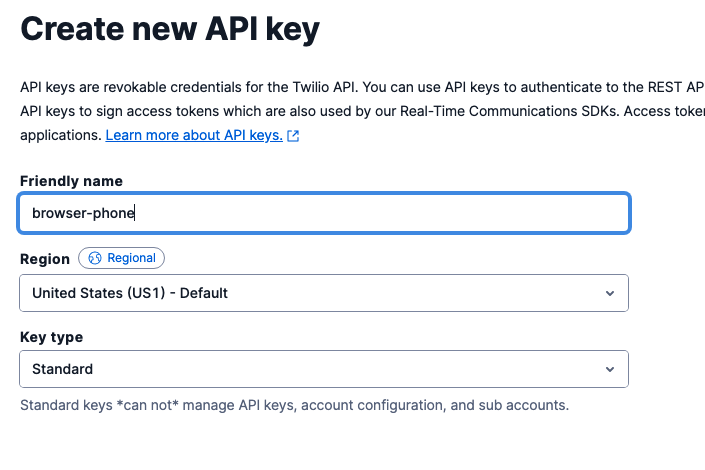 Create new API key
API keys are revokable credentials for the Twilio API. You can use API keys to authenticate to the REST AP
API keys to sign access tokens which are also used by our Real-Time Communications SDKs. Access toke
applications. Learn more about API keys.
Friendly name
browser-phone
Region Regional
United States (US1) - Default
Key type
Standard
Standard keys *can not* manage API keys, account configuration, and sub accounts.